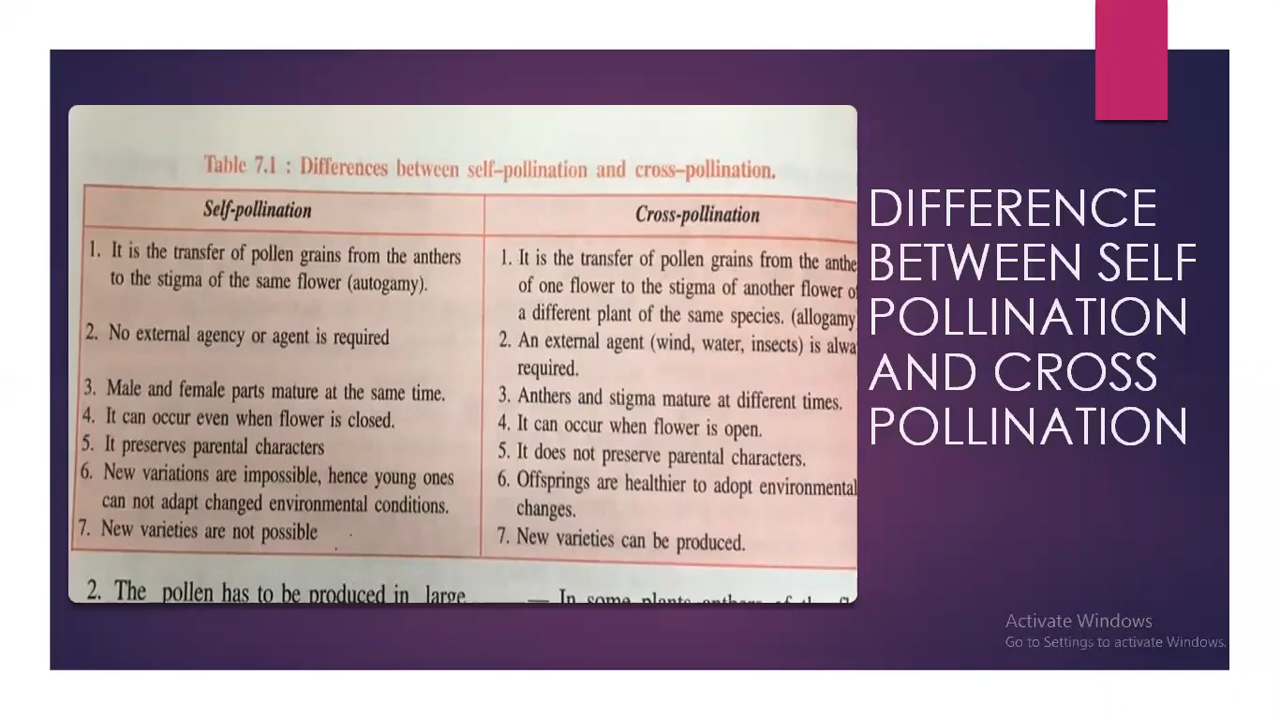 Table 7.1 : Differences between self–pollination and cross–pollination.
Self-pollination
1. It is the transfer of pollen grains from the anthers
to the stigma of the same flower (autogamy).
2. No external agency or agent is required
3. Male and female parts mature at the same time.
4. It can occur even when flower is closed.
5. It preserves parental characters
6. New variations are impossible, hence young ones
can not adapt changed environmental conditions.
7. New varieties are not possible
Cross-pollination
1. It is the transfer of pollen grains from the anthe
of one flower to the stigma of another flower o
a different plant of the same species. (allogamy
2. An external agent (wind, water, insects) is alwa
required.
3. Anthers and stigma mature at different times.
4. It can occur when flower is open.
5. It does not preserve parental characters.
6. Offsprings are healthier to adopt environmental
changes.
7. New varieties can be produced.
2. The pollen has to be produced in large
— In some plants anthers of the
DIFFERENCE
BETWEEN SELF
POLLINATION
AND CROSS
POLLINATION
Activate Windows
Go to Settings to activate Windows.